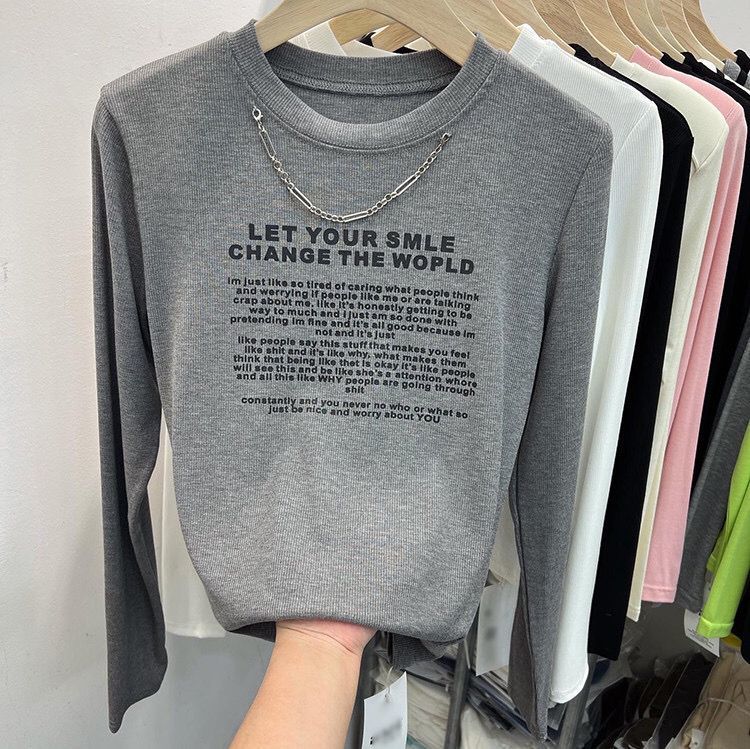 LET YOUR SMLE
CHANGE THE WOPLD
im just like so tired of caring what people think
and werrying if people like me or are talking
crap about me. like it's honestly getting to be
way to much and i just am so done with
pretending im fine and it's all good because im
not and it's just
like people say this stuff that makes you feel
like shit and it's like why. what makes them
think that being like thet is okay it's like people
will see this and be like she's a attention whore
and all this like WHY people are going through
shit
constantly and you never no who or what so
just be nice and worry about YOU